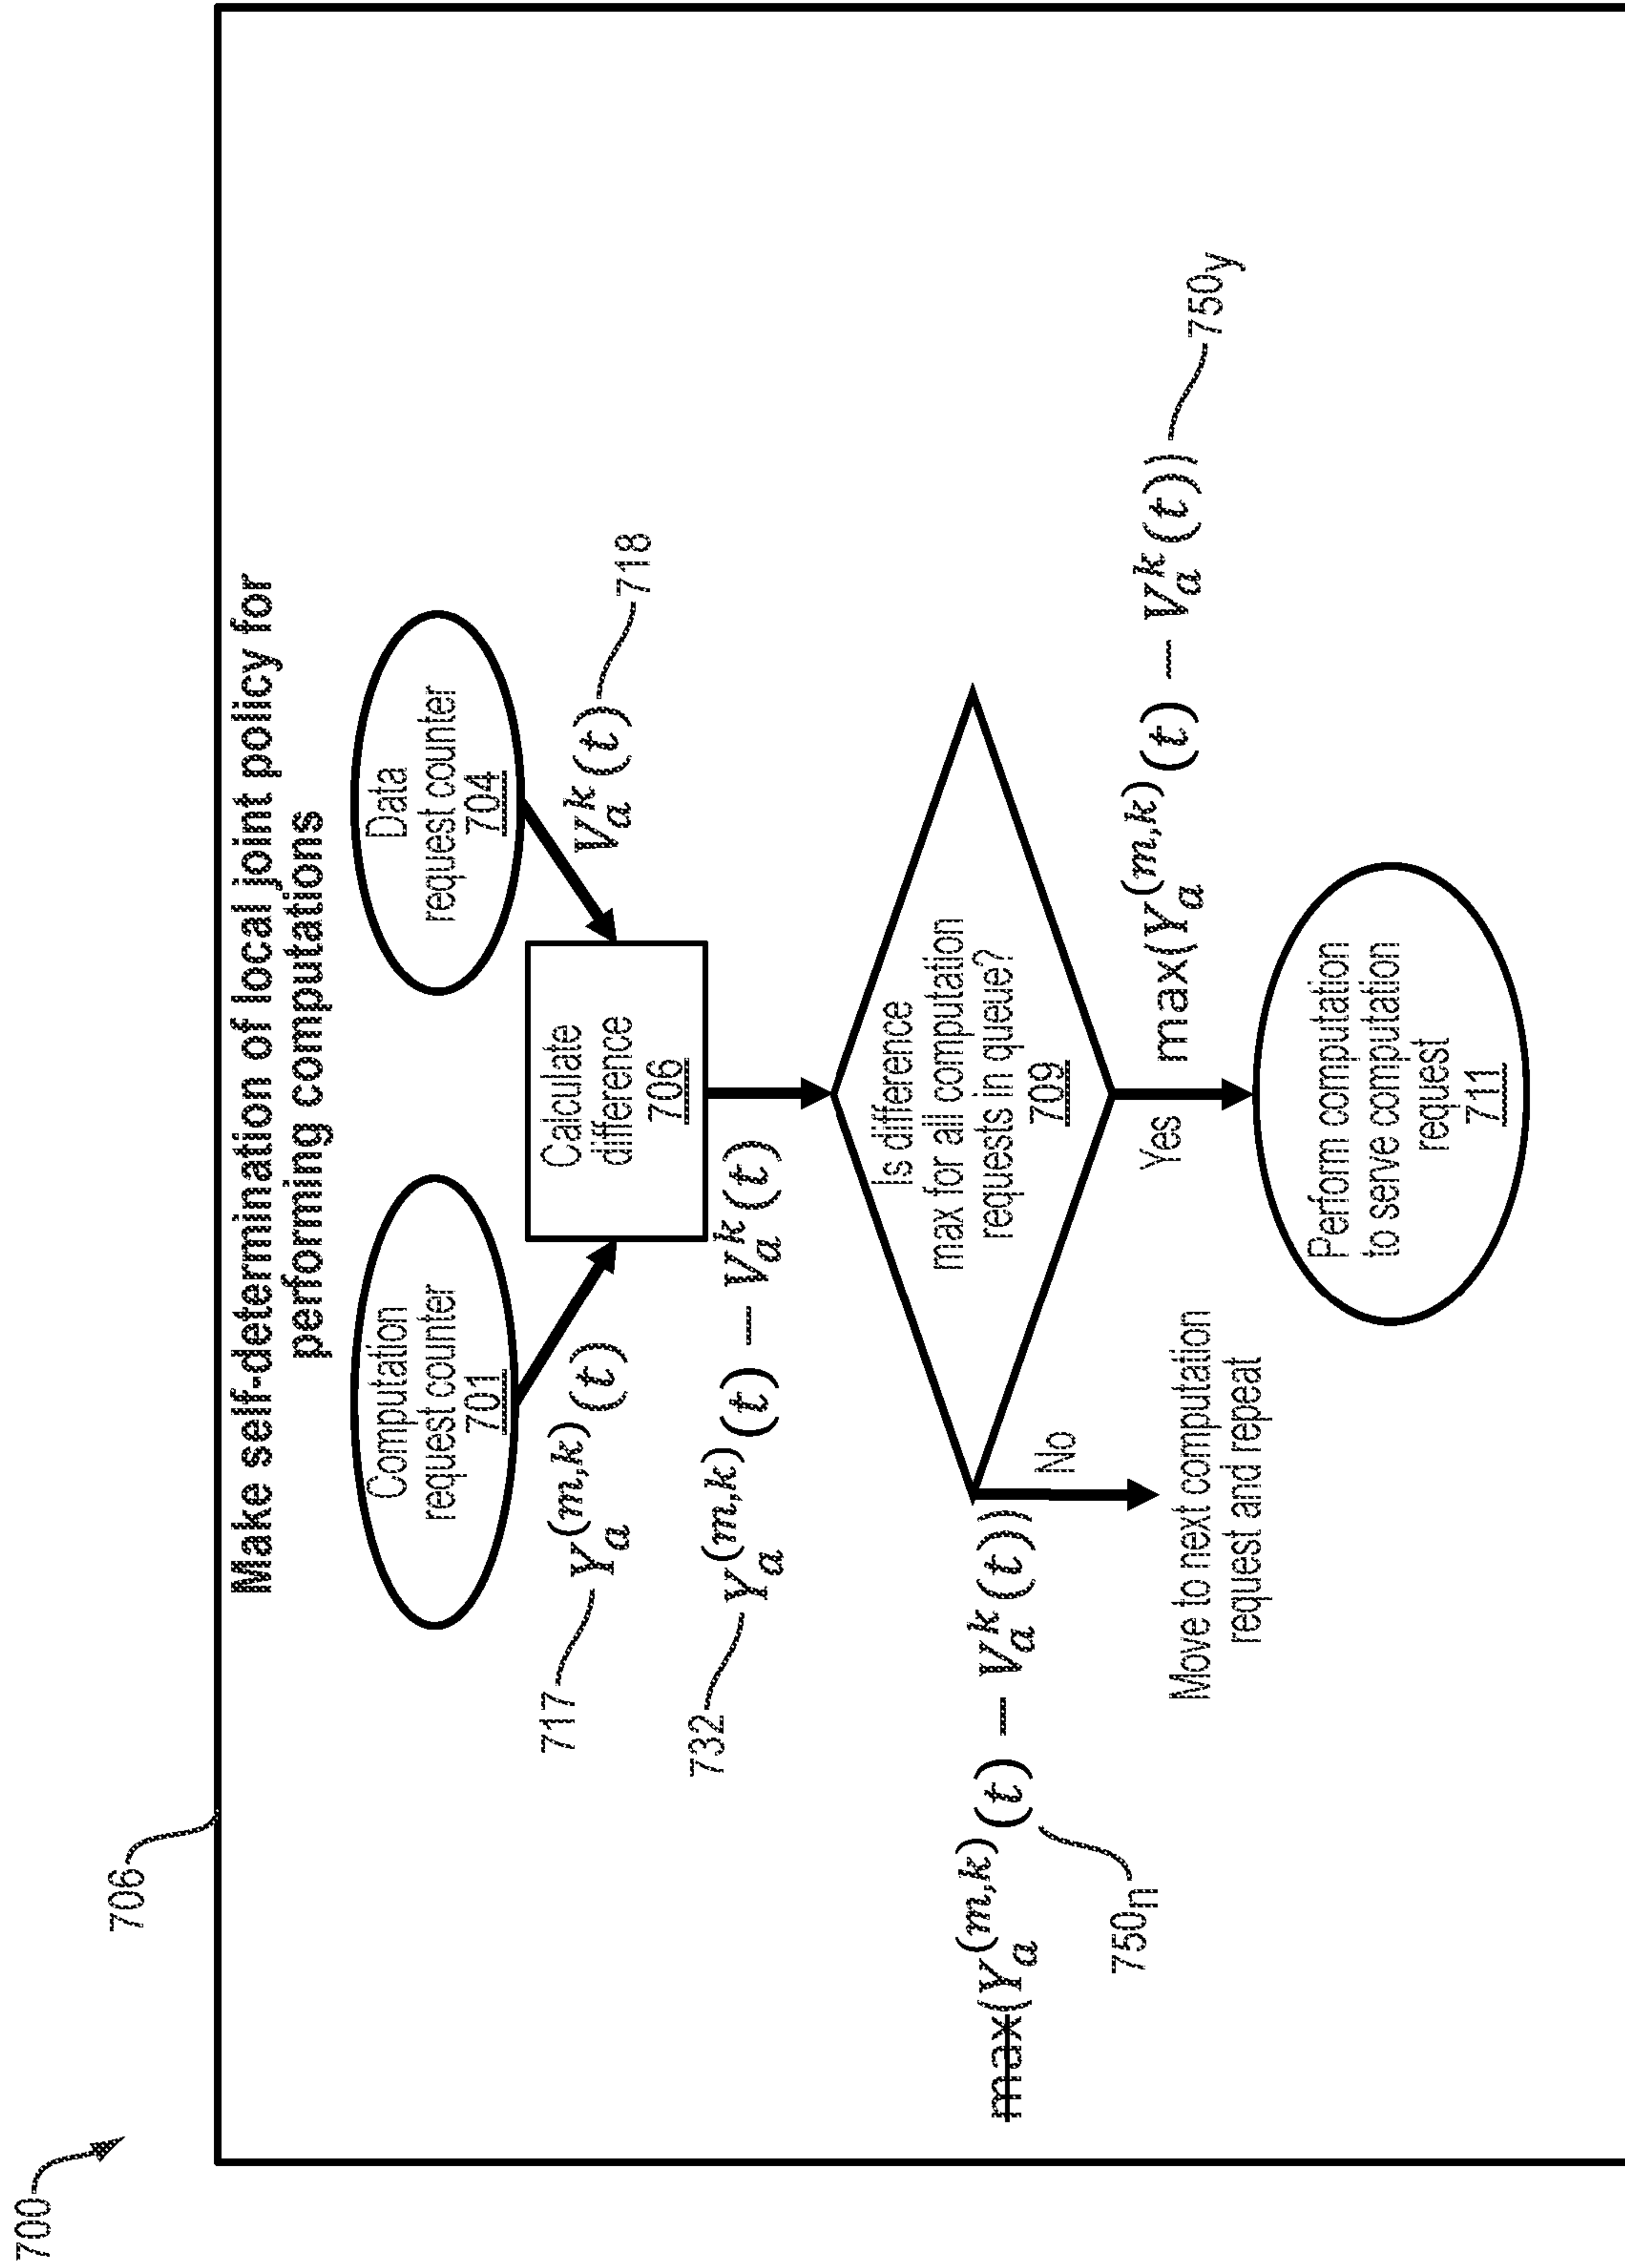 700
706
Make self-determination of local joint policy for
performing computations
Computation
request counter
701
Data
request counter
704
717
Y_a^(m,k)(t)
V_a^k(t)
718
Calculate
difference
706
732
Y_a^(m,k)(t) – V_a^k(t)
Is difference
max for all computation
requests in queue?
709
max(Y_a^(m,k)(t) – V_a^k(t))
750n
No
Move to next computation
request and repeat
Yes
max(Y_a^(m,k)(t) – V_a^k(t))
750y
Perform computation
to serve computation
request
711